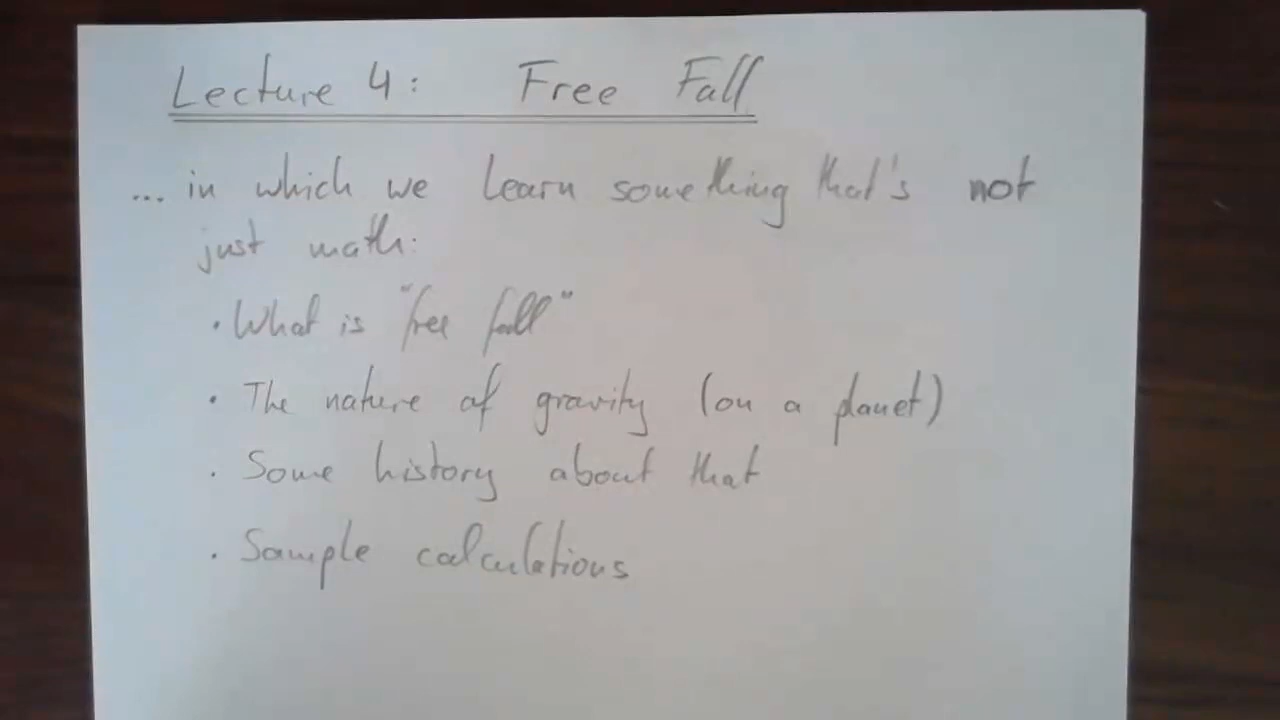 Lecture 4: Free Fall
... in which we learn something that's not
just math:
• What is "free fall"
• The nature of gravity (on a planet)
• Some history about that
• Sample calculations